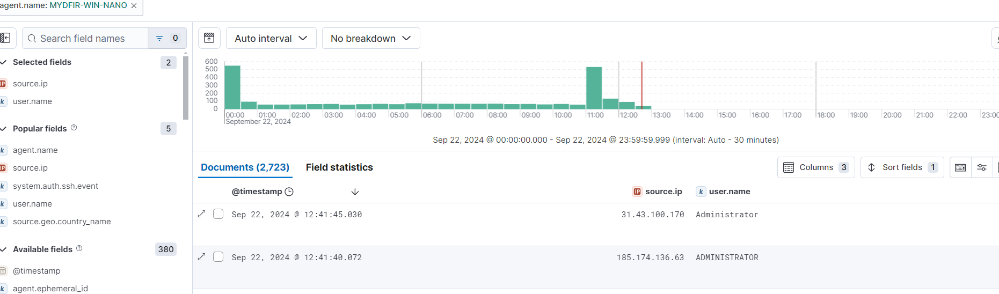 agent.name: MYDFIR-WIN-NANO
Search field names
0
Selected fields
2
source.ip
user.name
Popular fields
5
agent.name
source.ip
system.auth.ssh.event
user.name
source.geo.country_name
Available fields
380
@timestamp
agent.ephemeral_id
Auto interval
No breakdown
600
500
400
300
200
100
0
00:00 01:00 02:00 03:00 04:00 05:00 06:00 07:00 08:00 09:00 10:00 11:00 12:00 13:00 14:00 15:00 16:00 17:00 18:00 19:00 20:00 21:00 22:00 23:00
September 22, 2024
Sep 22, 2024 @ 00:00:00.000 - Sep 22, 2024 @ 23:59:59.999 (interval: Auto - 30 minutes)
Documents (2,723) Field statistics
Columns 3 Sort fields 1
@timestamp source.ip user.name
Sep 22, 2024 @ 12:41:45.030 31.43.100.170 Administrator
Sep 22, 2024 @ 12:41:40.072 185.174.136.63 ADMINISTRATOR